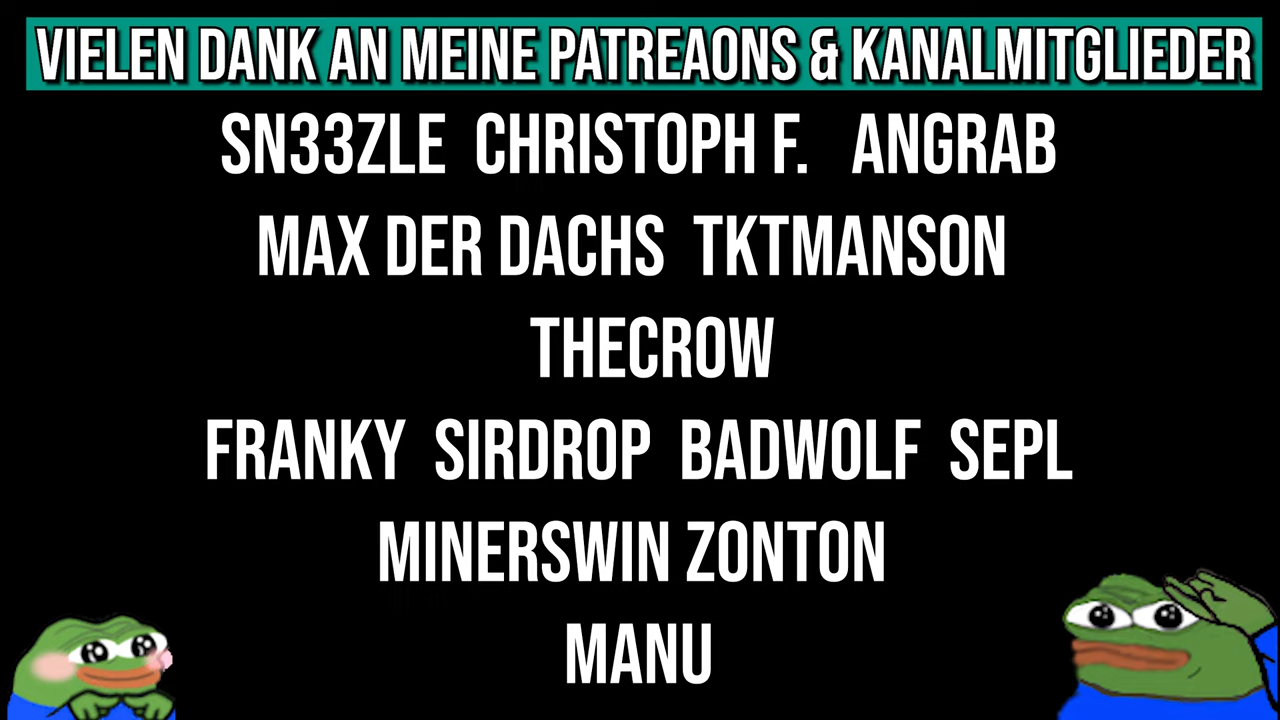 VIELEN DANK AN MEINE PATREAONS & KANALMITGLIEDER
SN33ZLE CHRISTOPH F. ANGRAB
MAX DER DACHS TKTMANSON
THECROW
FRANKY SIRDROP BADWOLF SEPL
MINERSWIN ZONTON
MANU